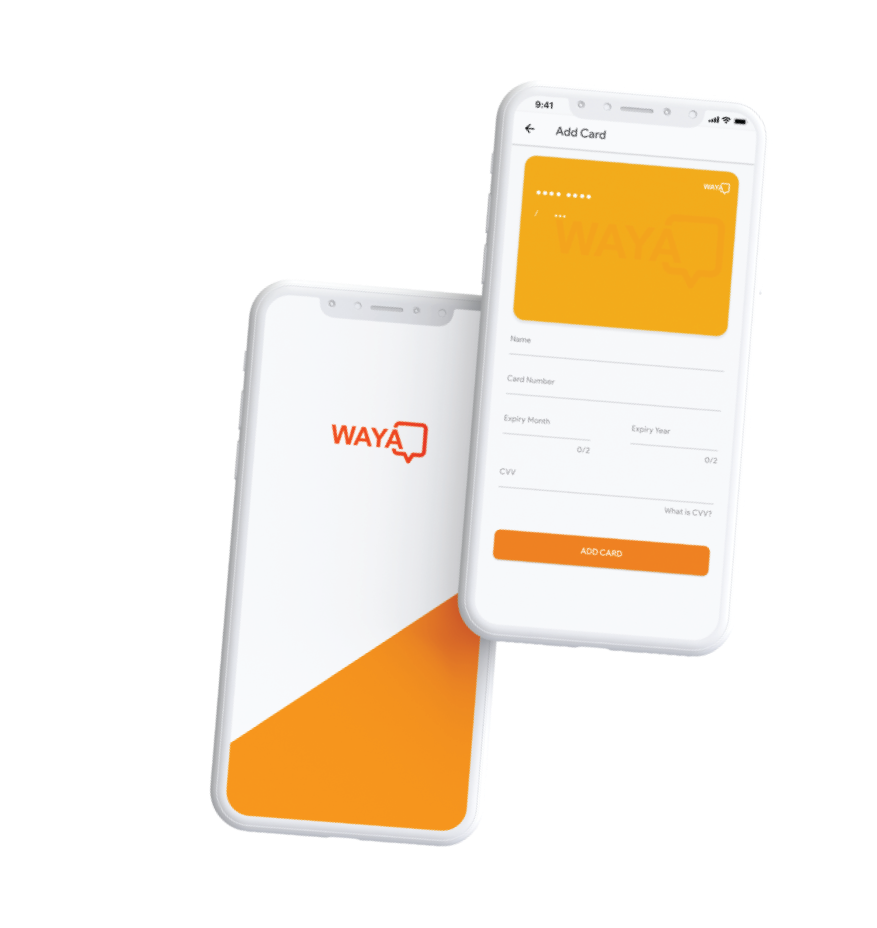 WAYA
9:41
Add Card
WAYA
•••• ••••
/ •••
WAYA
Name
Card Number
Expiry Month
Expiry Year
0/2
0/2
CVV
What is CVV?
ADD CARD